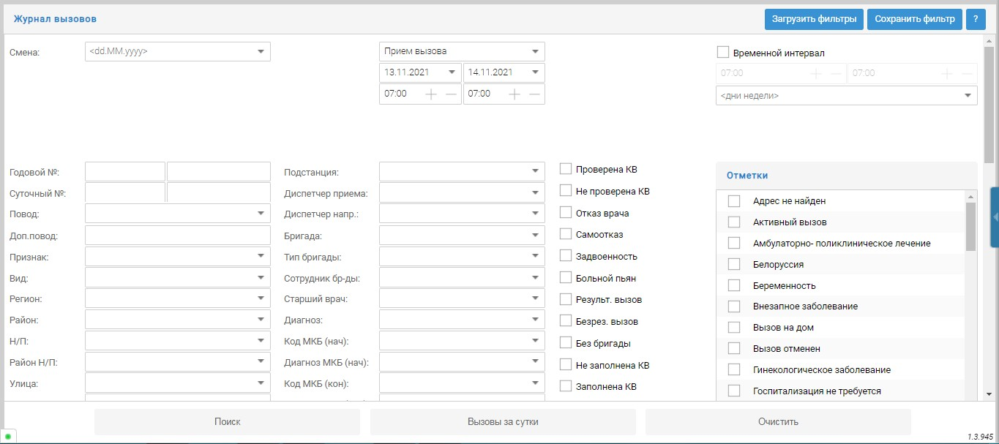 Журнал вызовов Загрузить фильтры Сохранить фильтр ?
Смена: <dd.MM.yyyy> Прием вызова Временной интервал
13.11.2021 14.11.2021 07:00 07:00
07:00 07:00 <дни недели>
Годовой №: Подстанция: Проверена КВ Отметки
Суточный №: Диспетчер приема: Не проверена КВ Адрес не найден
Повод: Диспетчер напр.: Отказ врача Активный вызов
Доп.повод: Бригада: Самоотказ Амбулаторно- поликлиническое лечение
Признак: Тип бригады: Задвоенность Белоруссия
Вид: Сотрудник бр-ды: Больной пьян Беременность
Регион: Старший врач: Результ. вызов Внезапное заболевание
Район: Диагноз: Безрез. вызов Вызов на дом
Н/П: Код МКБ (нач): Без бригады Вызов отменен
Район Н/П: Диагноз МКБ (нач): Не заполнена КВ Гинекологическое заболевание
Улица: Код МКБ (кон): Заполнена КВ Госпитализация не требуется
Поиск Вызовы за сутки Очистить
1.3.945